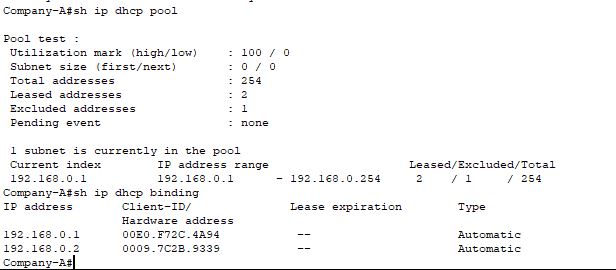 Company-A#sh ip dhcp pool
Pool test :
Utilization mark (high/low) : 100 / 0
Subnet size (first/next) : 0 / 0
Total addresses : 254
Leased addresses : 2
Excluded addresses : 1
Pending event : none
1 subnet is currently in the pool
Current index IP address range Leased/Excluded/Total
192.168.0.1 192.168.0.1 - 192.168.0.254 2 / 1 / 254
Company-A#sh ip dhcp binding
IP address Client-ID/ Lease expiration Type
Hardware address
192.168.0.1 00E0.F72C.4A94 -- Automatic
192.168.0.2 0009.7C2B.9339 -- Automatic
Company-A#